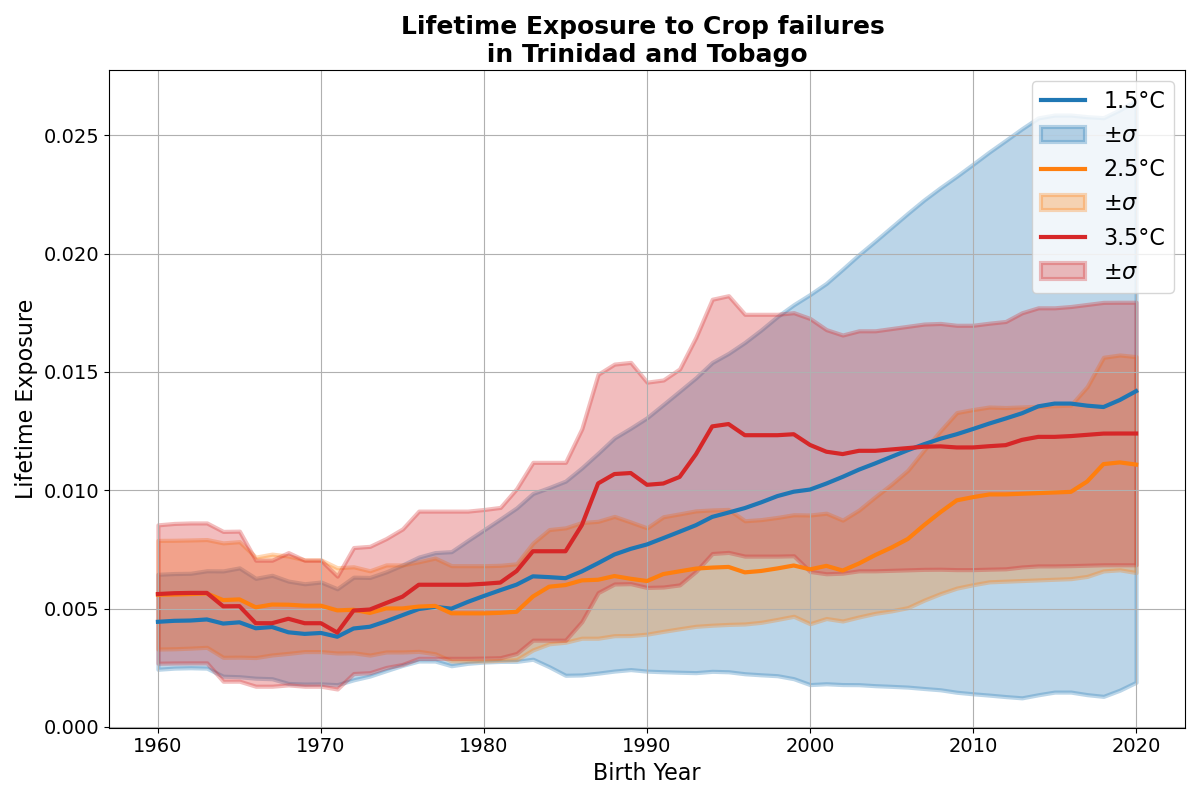 Lifetime Exposure to Crop failures
in Trinidad and Tobago
Lifetime Exposure
0.025
0.020
0.015
0.010
0.005
0.000
1960 1970 1980 1990 2000 2010 2020
Birth Year
1.5°C
±σ
2.5°C
±σ
3.5°C
±σ